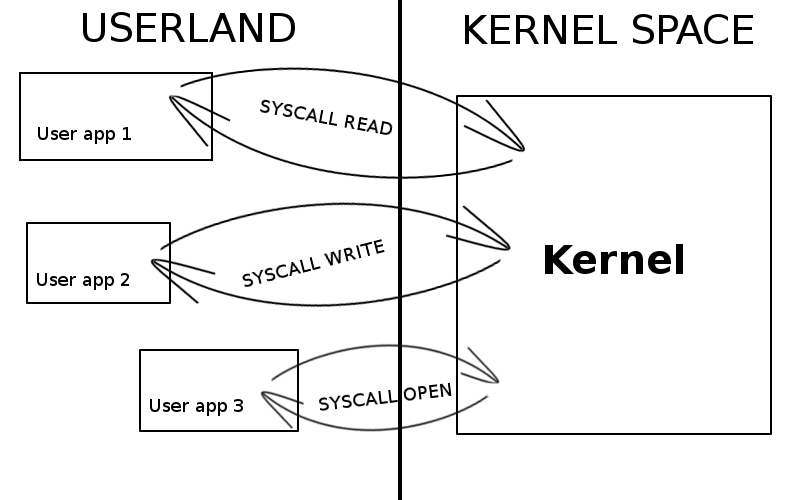 USERLAND
KERNEL SPACE
User app 1
SYSCALL READ
User app 2
SYSCALL WRITE
Kernel
User app 3
SYSCALL OPEN